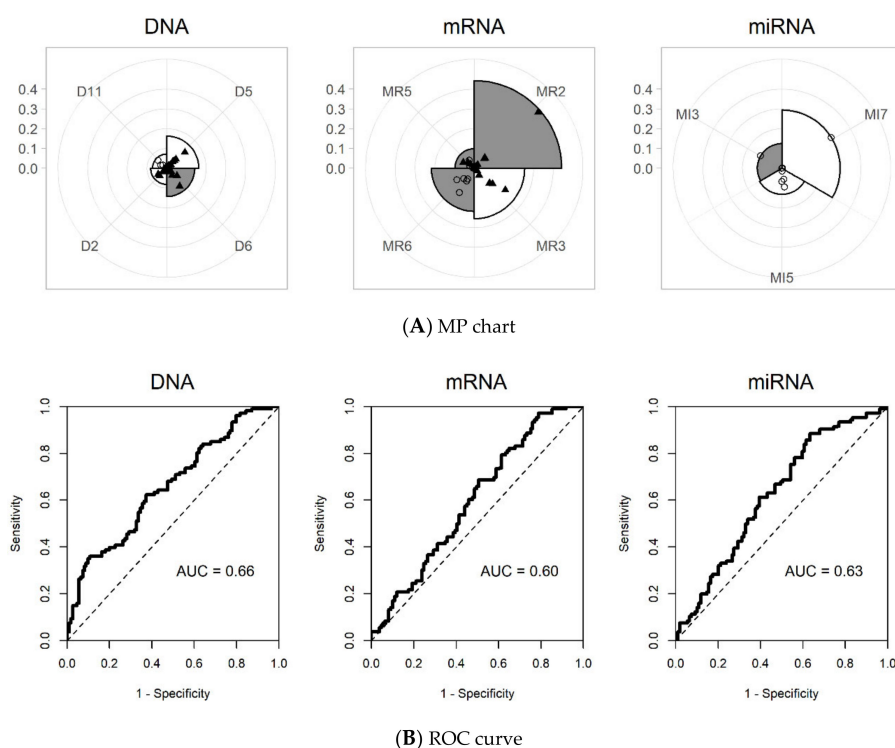 DNA
mRNA
miRNA
0.4
0.3
0.2
0.1
0.0
D11
D5
D2
D6
0.4
0.3
0.2
0.1
0.0
MR5
MR2
MR6
MR3
0.4
0.3
0.2
0.1
0.0
MI3
MI7
MI5
(A) MP chart
DNA
mRNA
miRNA
Sensitivity
0.0 0.2 0.4 0.6 0.8 1.0
AUC = 0.66
0.0 0.2 0.4 0.6 0.8 1.0
1 - Specificity
Sensitivity
0.0 0.2 0.4 0.6 0.8 1.0
AUC = 0.60
0.0 0.2 0.4 0.6 0.8 1.0
1 - Specificity
Sensitivity
0.0 0.2 0.4 0.6 0.8 1.0
AUC = 0.63
0.0 0.2 0.4 0.6 0.8 1.0
1 - Specificity
(B) ROC curve